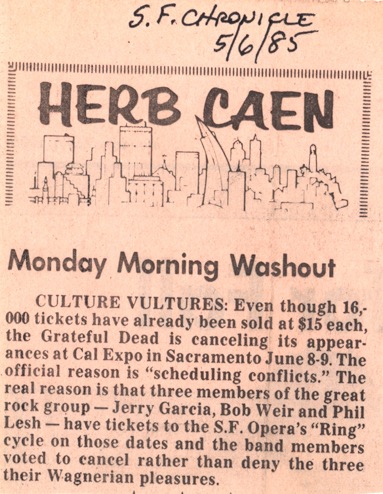 S.F. CHRONICLE
5/6/85
HERB CAEN
Monday Morning Washout
CULTURE VULTURES: Even though 16,-
000 tickets have already been sold at $15 each,
the Grateful Dead is canceling its appear-
ances at Cal Expo in Sacramento June 8-9. The
official reason is “scheduling conflicts.” The
real reason is that three members of the great
rock group — Jerry Garcia, Bob Weir and Phil
Lesh — have tickets to the S.F. Opera’s “Ring”
cycle on those dates and the band members
voted to cancel rather than deny the three
their Wagnerian pleasures.